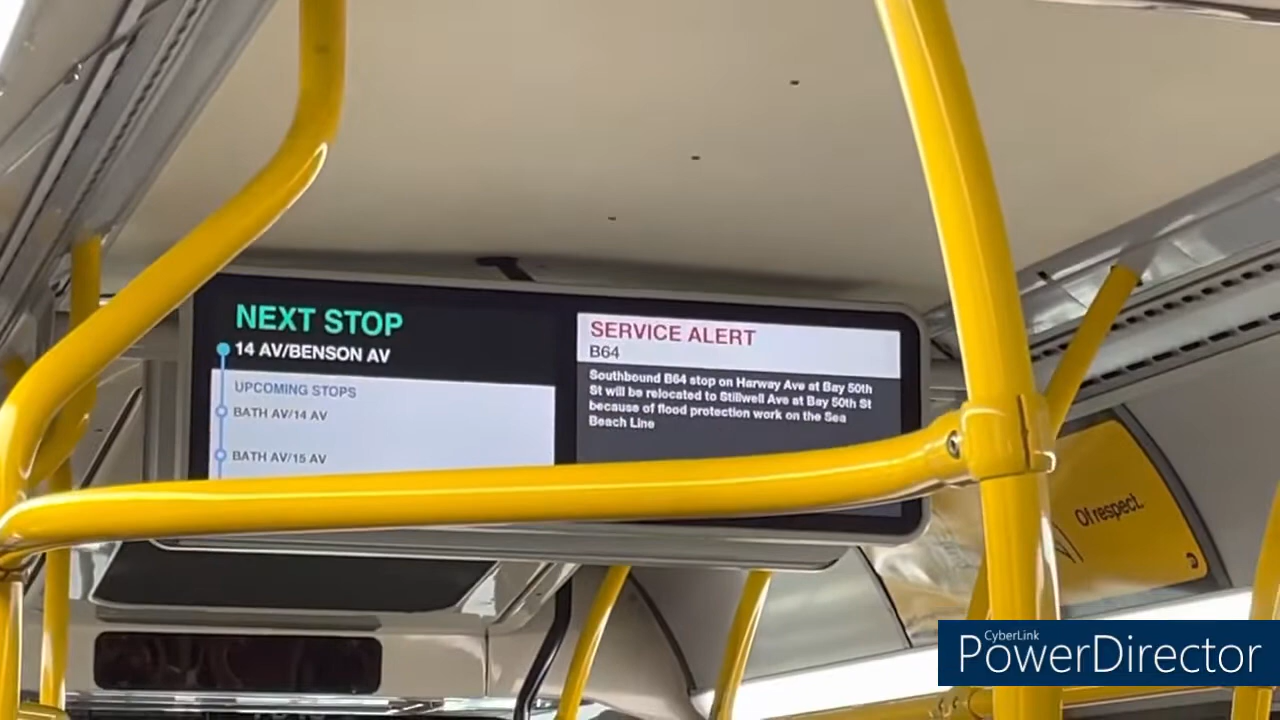 NEXT STOP
14 AV/BENSON AV
UPCOMING STOPS
BATH AV/14 AV
BATH AV/15 AV
SERVICE ALERT
B64
Southbound B64 stop on Harway Ave at Bay 50th
St will be relocated to Stillwell Ave at Bay 50th St
because of flood protection work on the Sea
Beach Line
Of respect.
CyberLink
PowerDirector